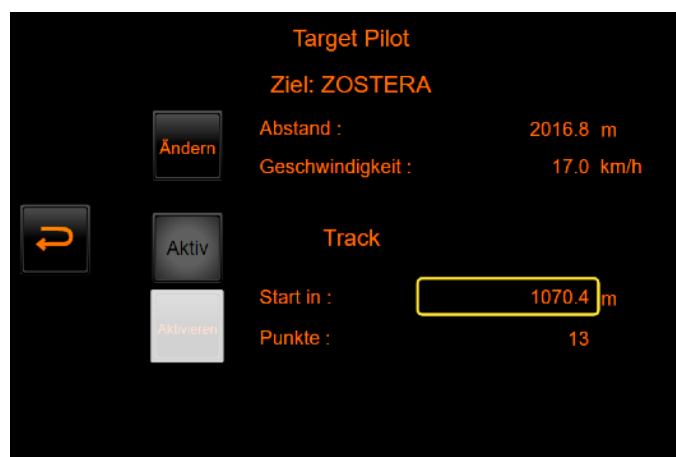 Target Pilot
Ziel: ZOSTERA
Ändern
Abstand : 2016.8 m
Geschwindigkeit : 17.0 km/h
Aktiv
Track
Start in : 1070.4 m
Aktivieren
Punkte : 13